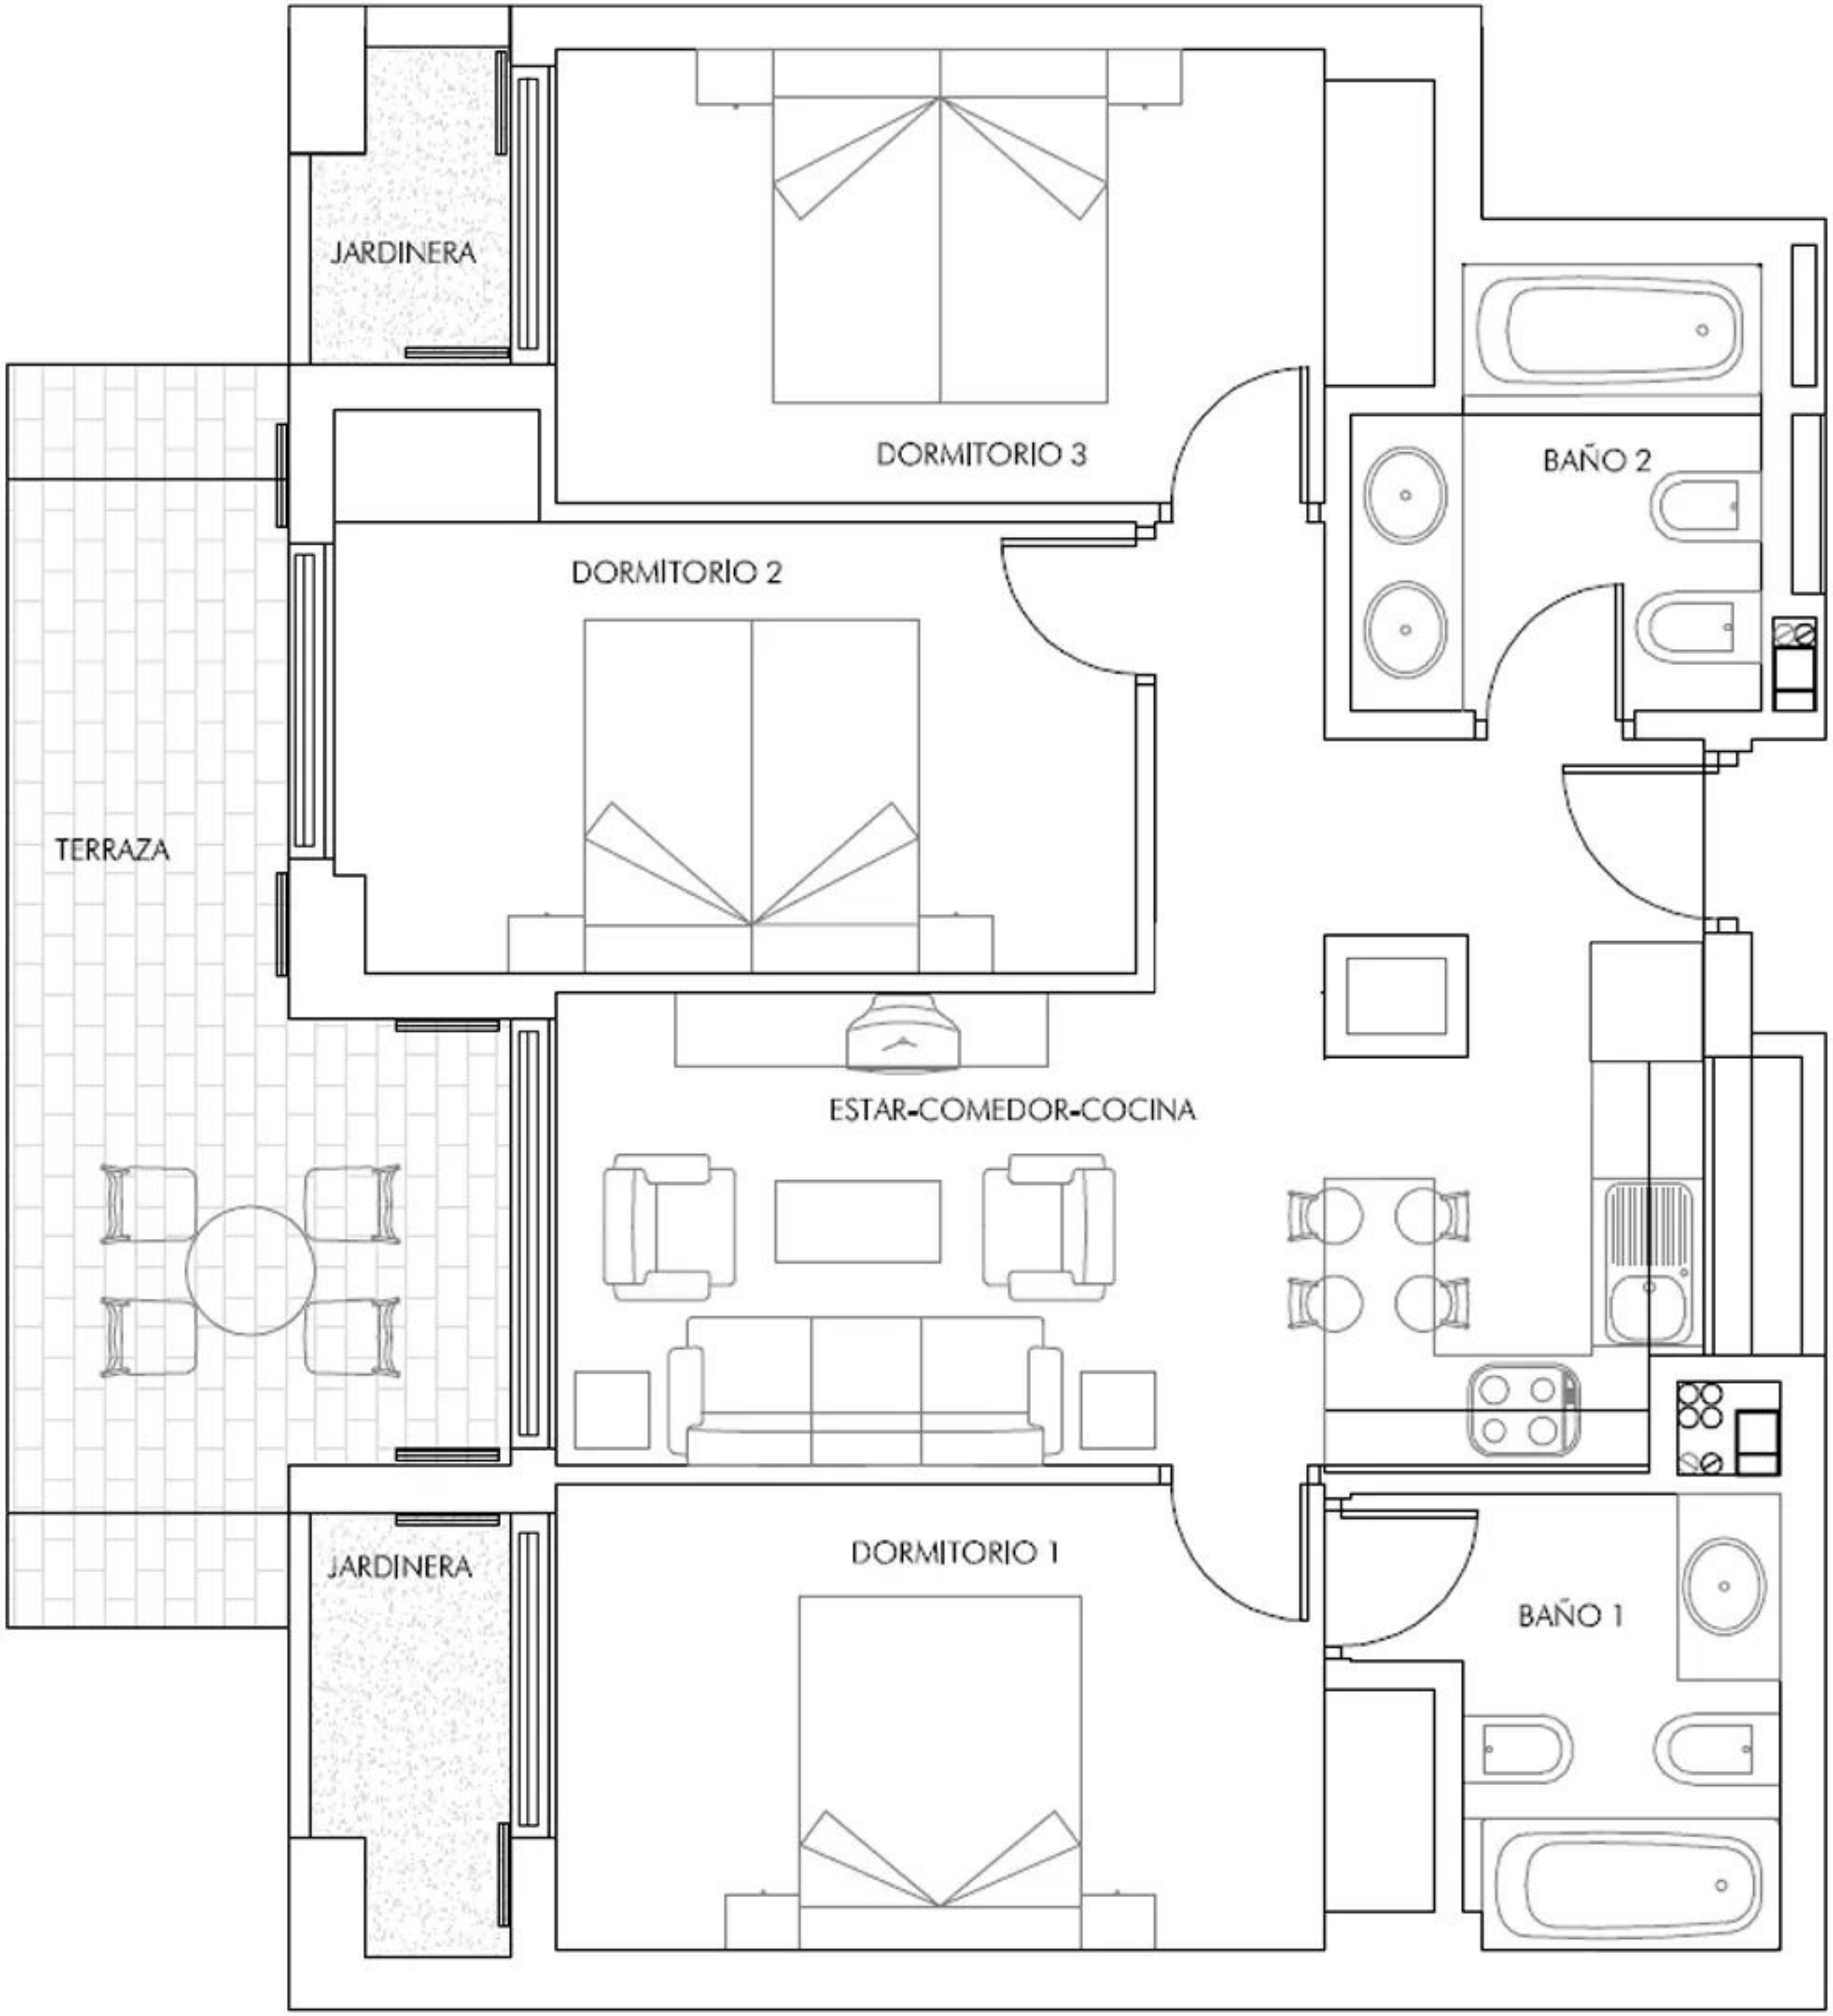 JARDINERA
DORMITORIO 3
BAÑO 2
DORMITORIO 2
TERRAZA
ESTAR-COMEDOR-COCINA
DORMITORIO 1
JARDINERA
BAÑO 1